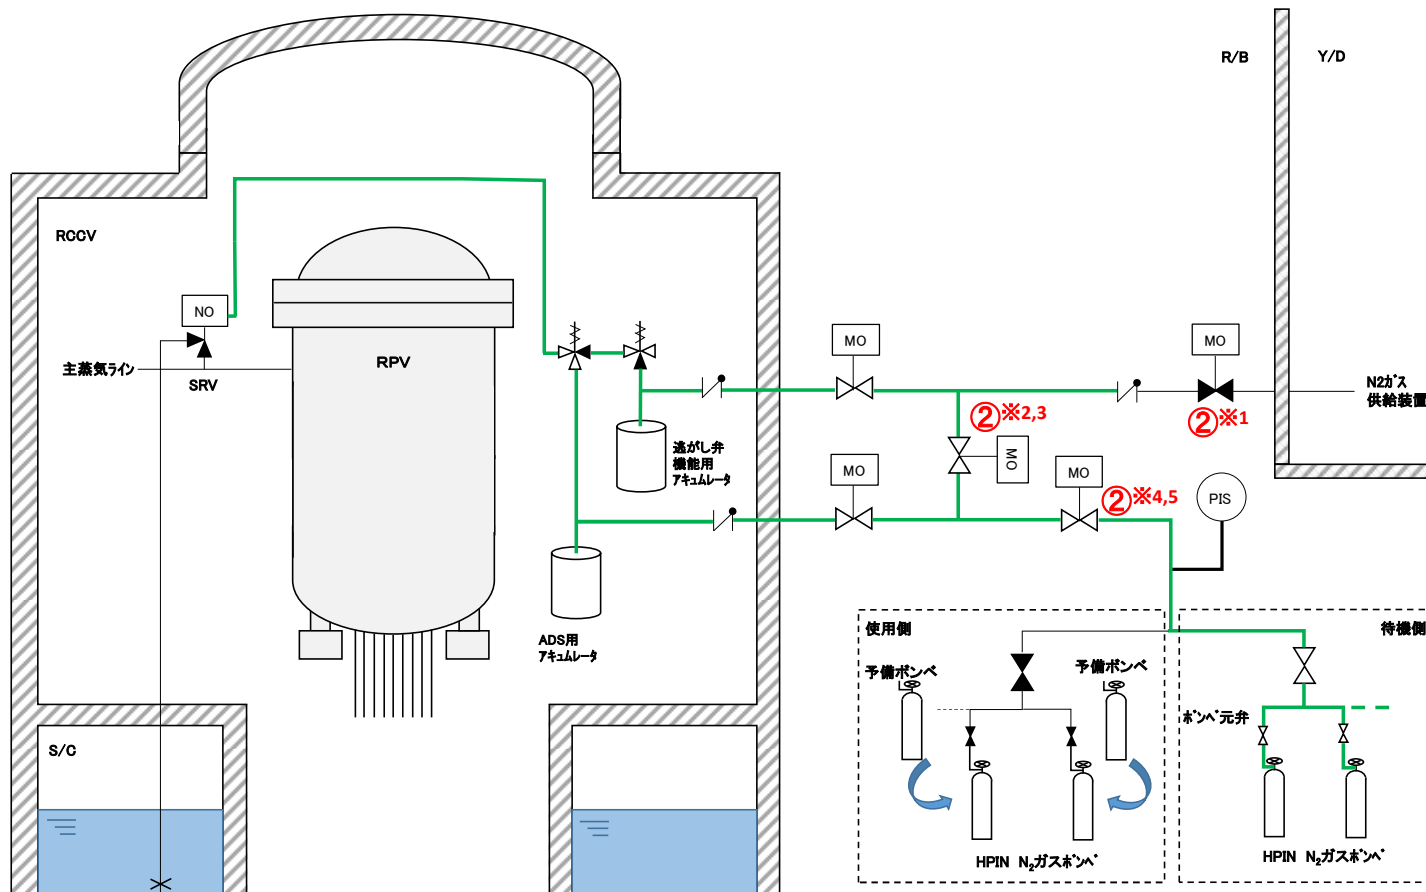 R/B
Y/D
RCCV
NO
主蒸気ライン
SRV
RPV
MO
MO
N2ガス
供給装置
②※1
②※2,3
MO
逃がし弁
機能用
アキュムレータ
MO
MO
②※4,5
PIS
ADS用
アキュムレータ
使用側
待機側
予備ボンベ
予備ボンベ
ボンベ元弁
S/C
HPIN N₂ガスボンベ
HPIN N₂ガスボンベ